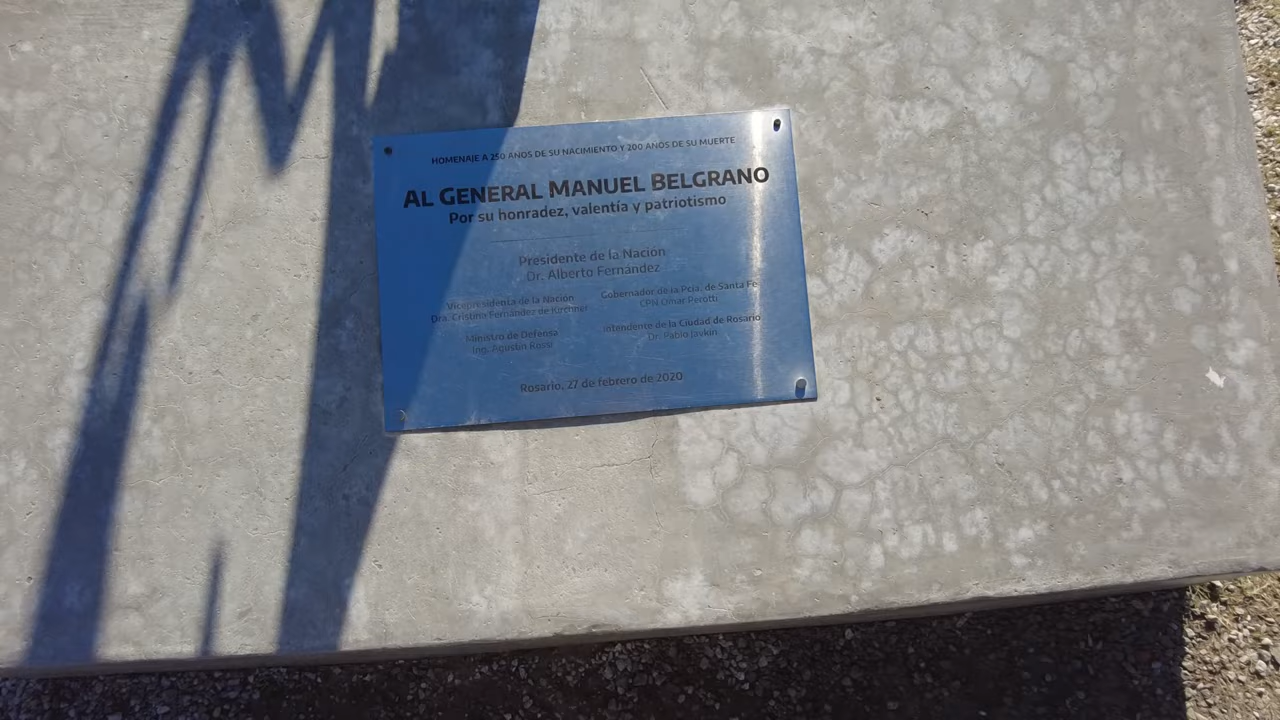 HOMENAJE A 250 AÑOS DE SU NACIMIENTO Y 200 AÑOS DE SU MUERTE
AL GENERAL MANUEL BELGRANO
Por su honradez, valentía y patriotismo
Presidente de la Nación
Dr. Alberto Fernández
Vicepresidenta de la Nación
Dra. Cristina Fernández de Kirchner
Gobernador de la Pcia. de Santa Fe
CPN Omar Perotti
Ministro de Defensa
Ing. Agustín Rossi
Intendente de la Ciudad de Rosario
Dr. Pablo Javkin
Rosario, 27 de febrero de 2020